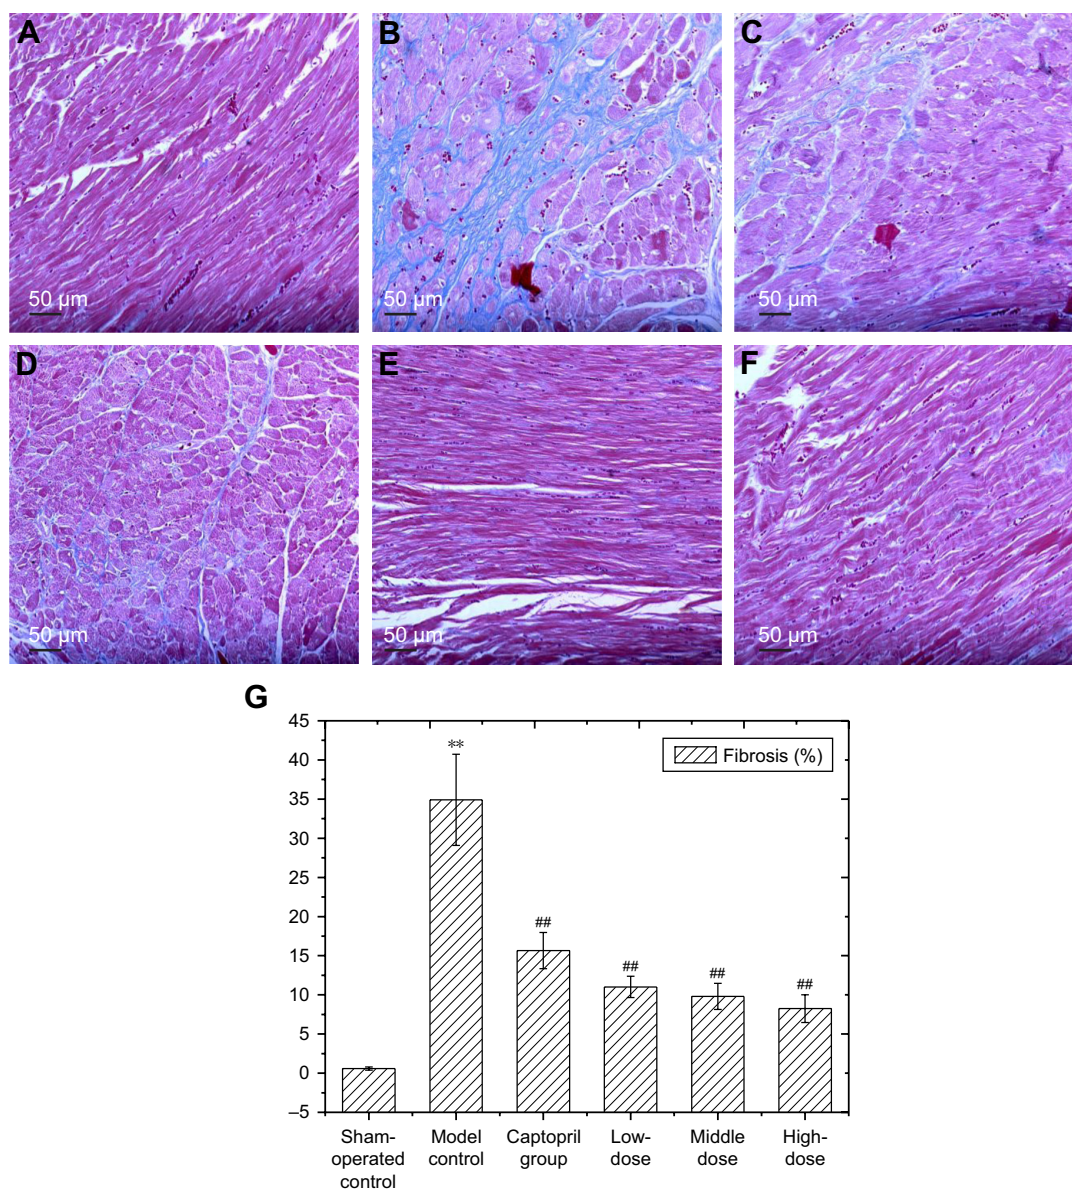 A
B
C
50 µm
50 µm
50 µm
D
E
F
50 µm
50 µm
50 µm
G
45
40
35
30
25
20
15
10
5
0
–5
Fibrosis (%)
**
##
##
##
##
Sham-
operated
control
Model
control
Captopril
group
Low-
dose
Middle
dose
High-
dose